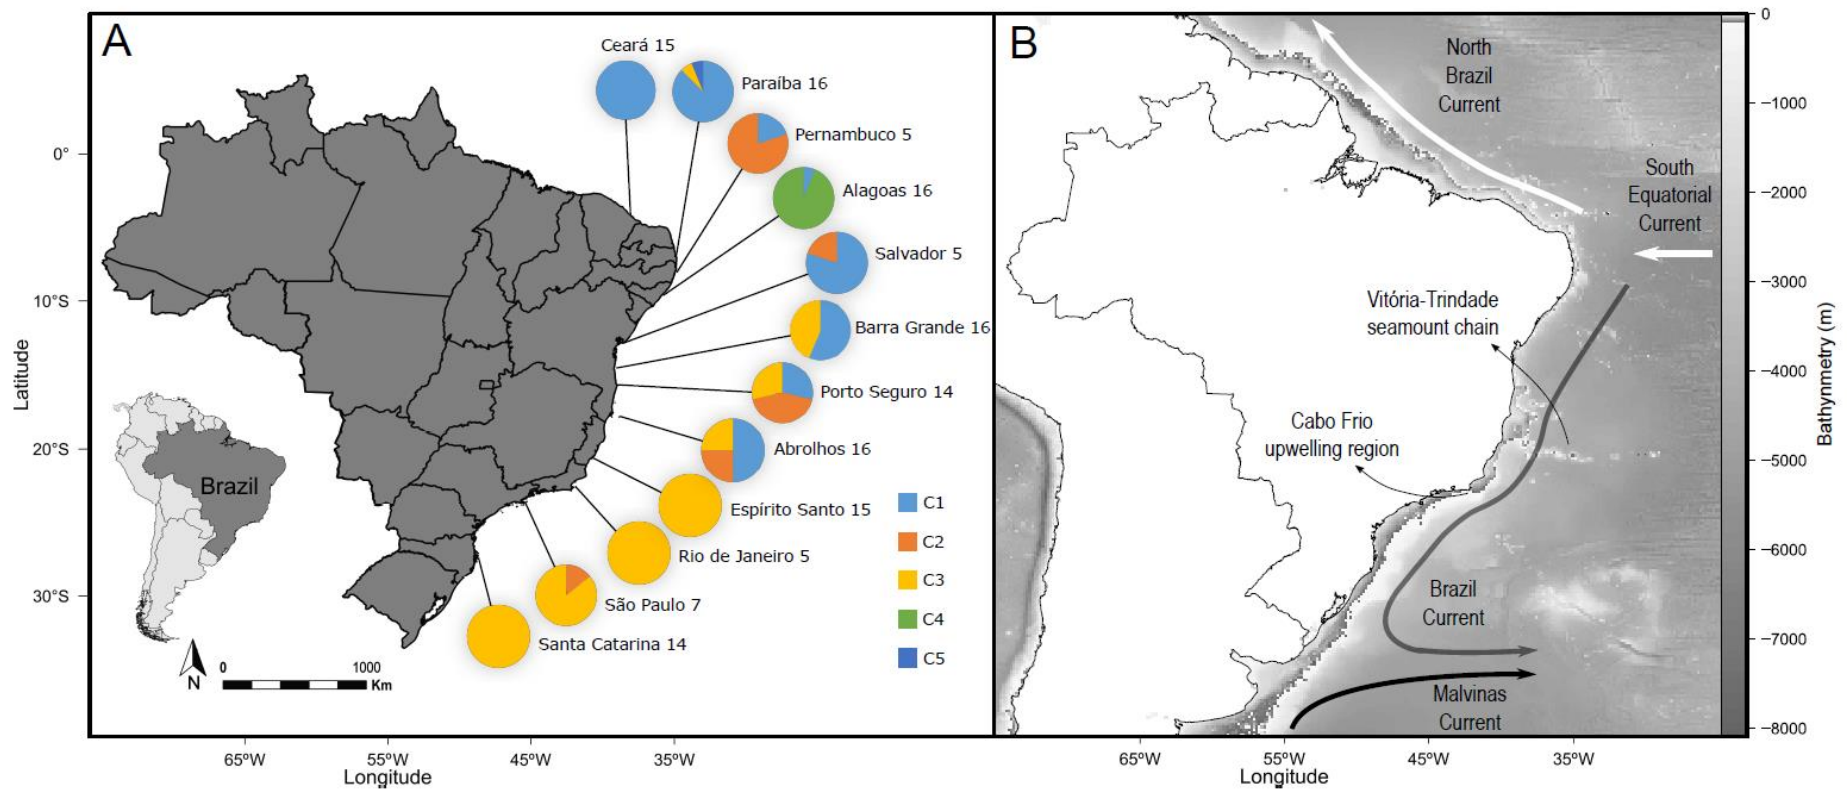 A
Ceará 15
Paraíba 16
Pernambuco 5
Alagoas 16
Salvador 5
Barra Grande 16
Porto Seguro 14
Abrolhos 16
Espírito Santo 15
Rio de Janeiro 5
São Paulo 7
Santa Catarina 14
C1
C2
C3
C4
C5
Brazil
N
0
1000
Km
Latitude
0°
10°S
20°S
30°S
65°W
55°W
45°W
35°W
Longitude
B
North
Brazil
Current
South
Equatorial
Current
Vitória-Trindade
seamount chain
Cabo Frio
upwelling region
Brazil
Current
Malvinas
Current
65°W
55°W
45°W
35°W
Longitude
0
−1000
−2000
−3000
−4000
−5000
−6000
−7000
−8000
Bathynmetry (m)